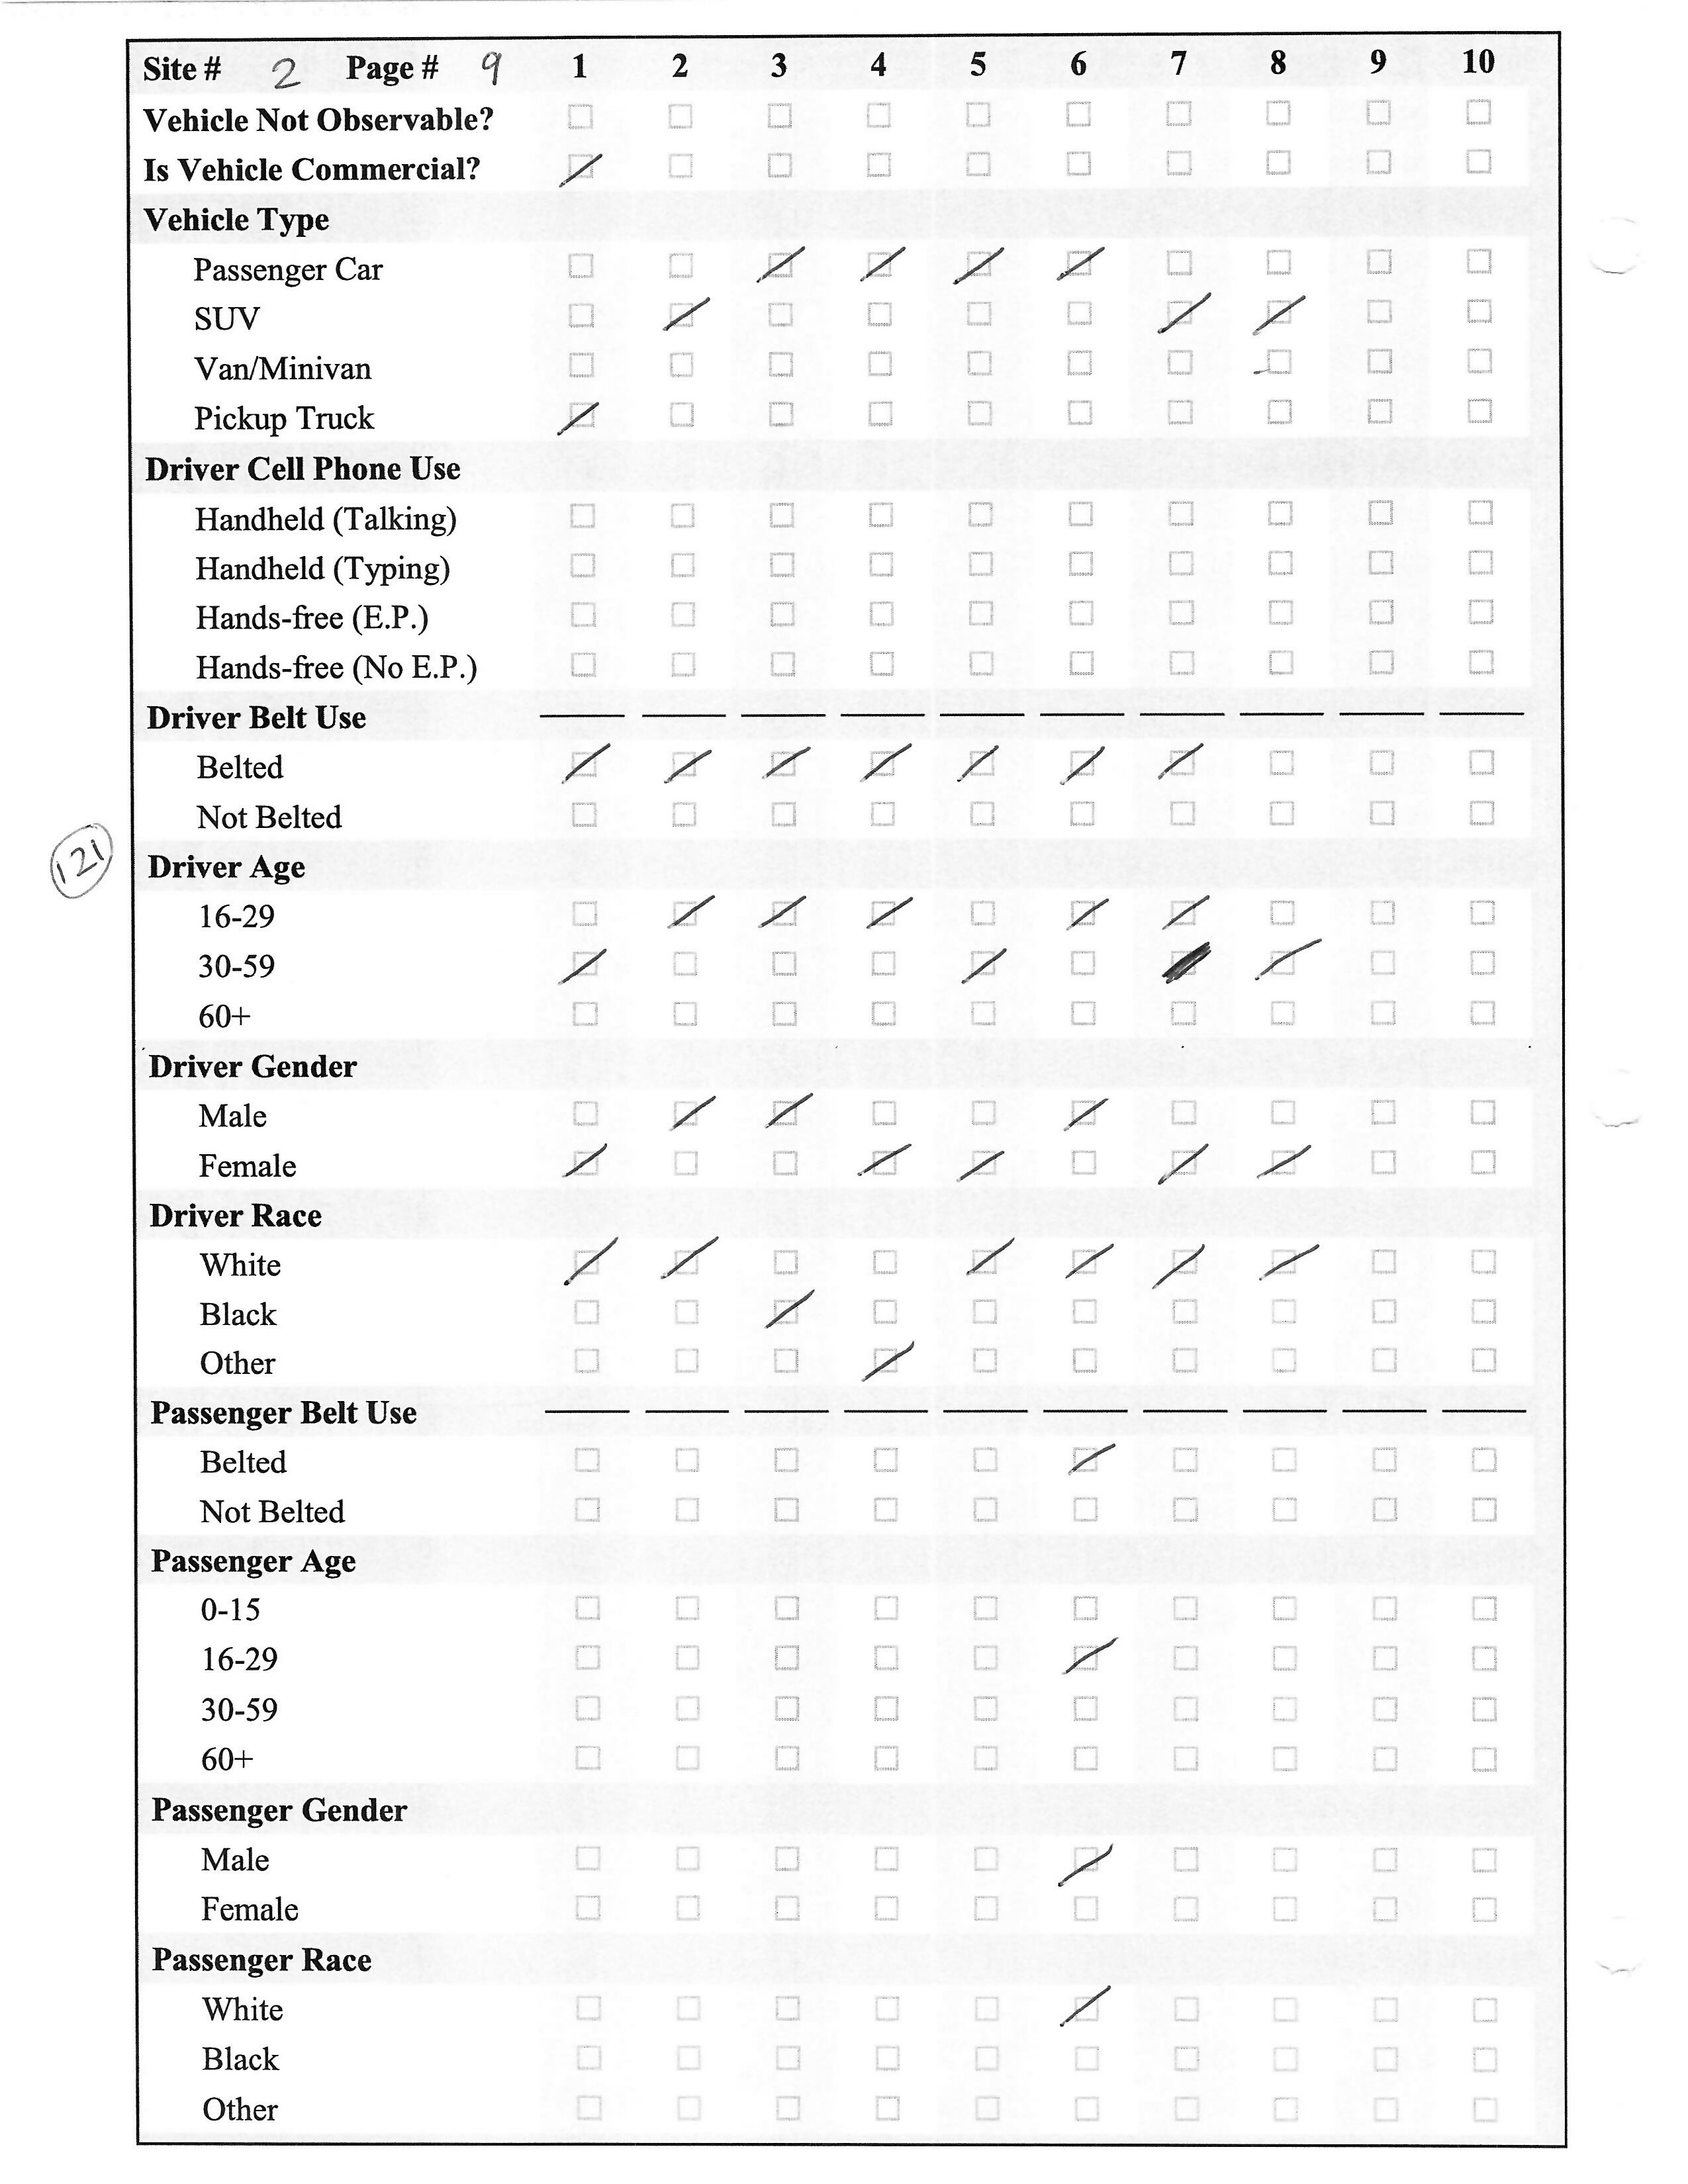 Site # 2 Page # 9 1 2 3 4 5 6 7 8 9 10
Vehicle Not Observable?
Is Vehicle Commercial?
Vehicle Type
Passenger Car
SUV
Van/Minivan
Pickup Truck
Driver Cell Phone Use
Handheld (Talking)
Handheld (Typing)
Hands-free (E.P.)
Hands-free (No E.P.)
Driver Belt Use
Belted
Not Belted
121
Driver Age
16-29
30-59
60+
Driver Gender
Male
Female
Driver Race
White
Black
Other
Passenger Belt Use
Belted
Not Belted
Passenger Age
0-15
16-29
30-59
60+
Passenger Gender
Male
Female
Passenger Race
White
Black
Other